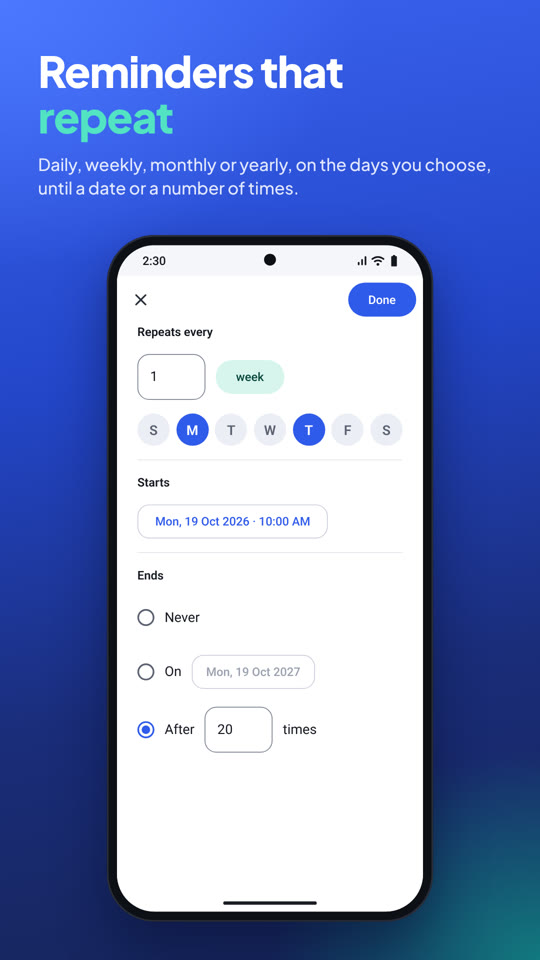 Reminders that
repeat
Daily, weekly, monthly or yearly, on the days you choose,
until a date or a number of times.
2:30
Done
Repeats every
1 week
S M T W T F S
Starts
Mon, 19 Oct 2026 · 10:00 AM
Ends
Never
On Mon, 19 Oct 2027
After 20 times